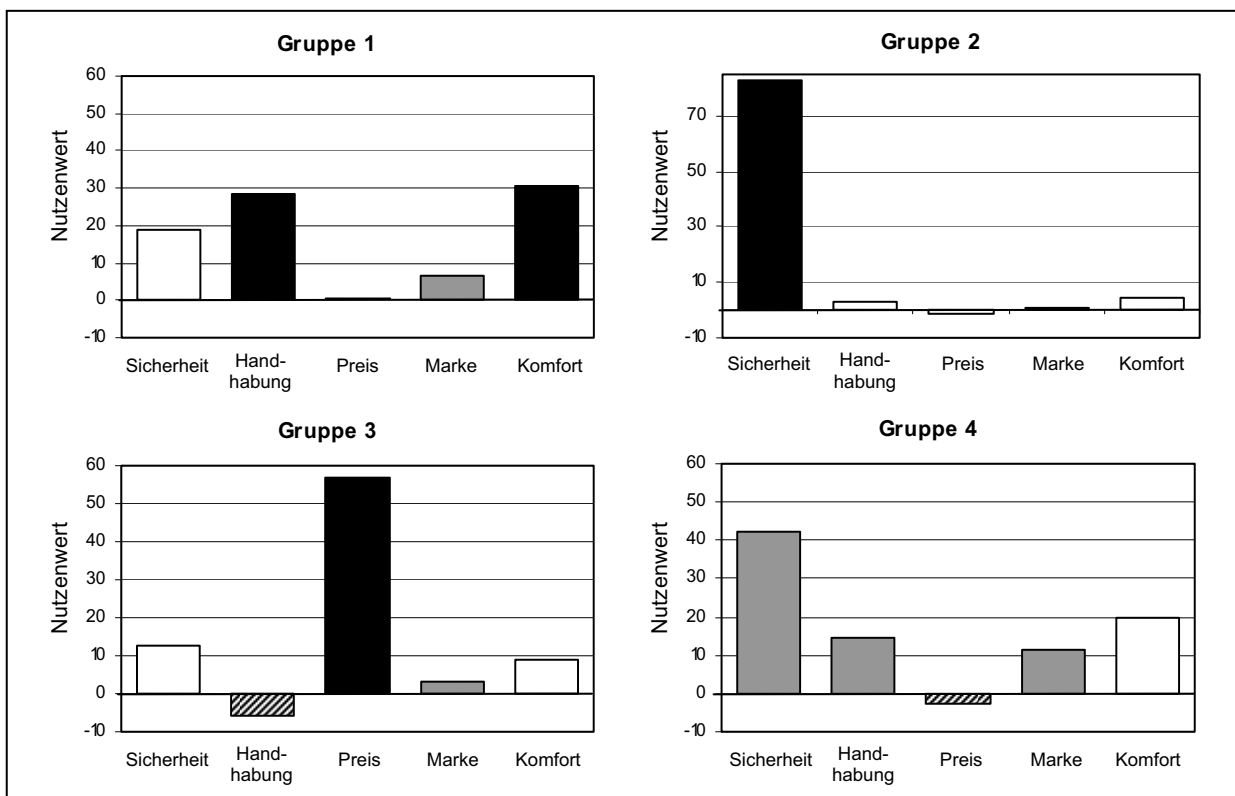 Gruppe 1
Nutzenwert
60
50
40
30
20
10
0
-10
Sicherheit
Hand-
habung
Preis
Marke
Komfort
Gruppe 2
Nutzenwert
70
50
30
10
-10
Sicherheit
Hand-
habung
Preis
Marke
Komfort
Gruppe 3
Nutzenwert
60
50
40
30
20
10
0
-10
Sicherheit
Hand-
habung
Preis
Marke
Komfort
Gruppe 4
Nutzenwert
60
50
40
30
20
10
0
-10
Sicherheit
Hand-
habung
Preis
Marke
Komfort